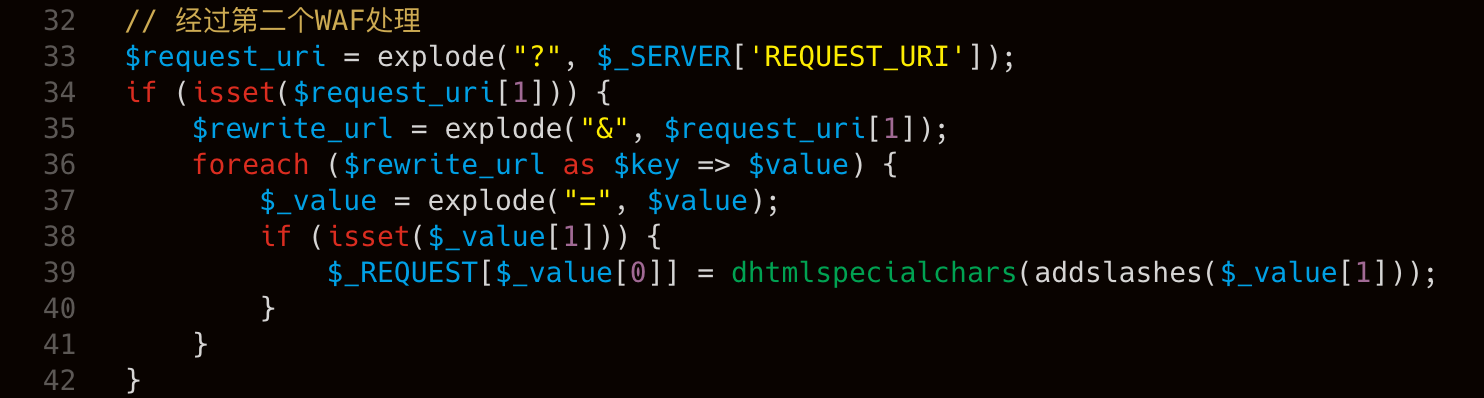 32 // 经过第二个WAF处理
33 $request_uri = explode("?", $_SERVER['REQUEST_URI']);
34 if (isset($request_uri[1])) {
35     $rewrite_url = explode("&", $request_uri[1]);
36     foreach ($rewrite_url as $key => $value) {
37         $_value = explode("=", $value);
38         if (isset($_value[1])) {
39             $_REQUEST[$_value[0]] = dhtmlspecialchars(addslashes($_value[1]));
40         }
41     }
42 }